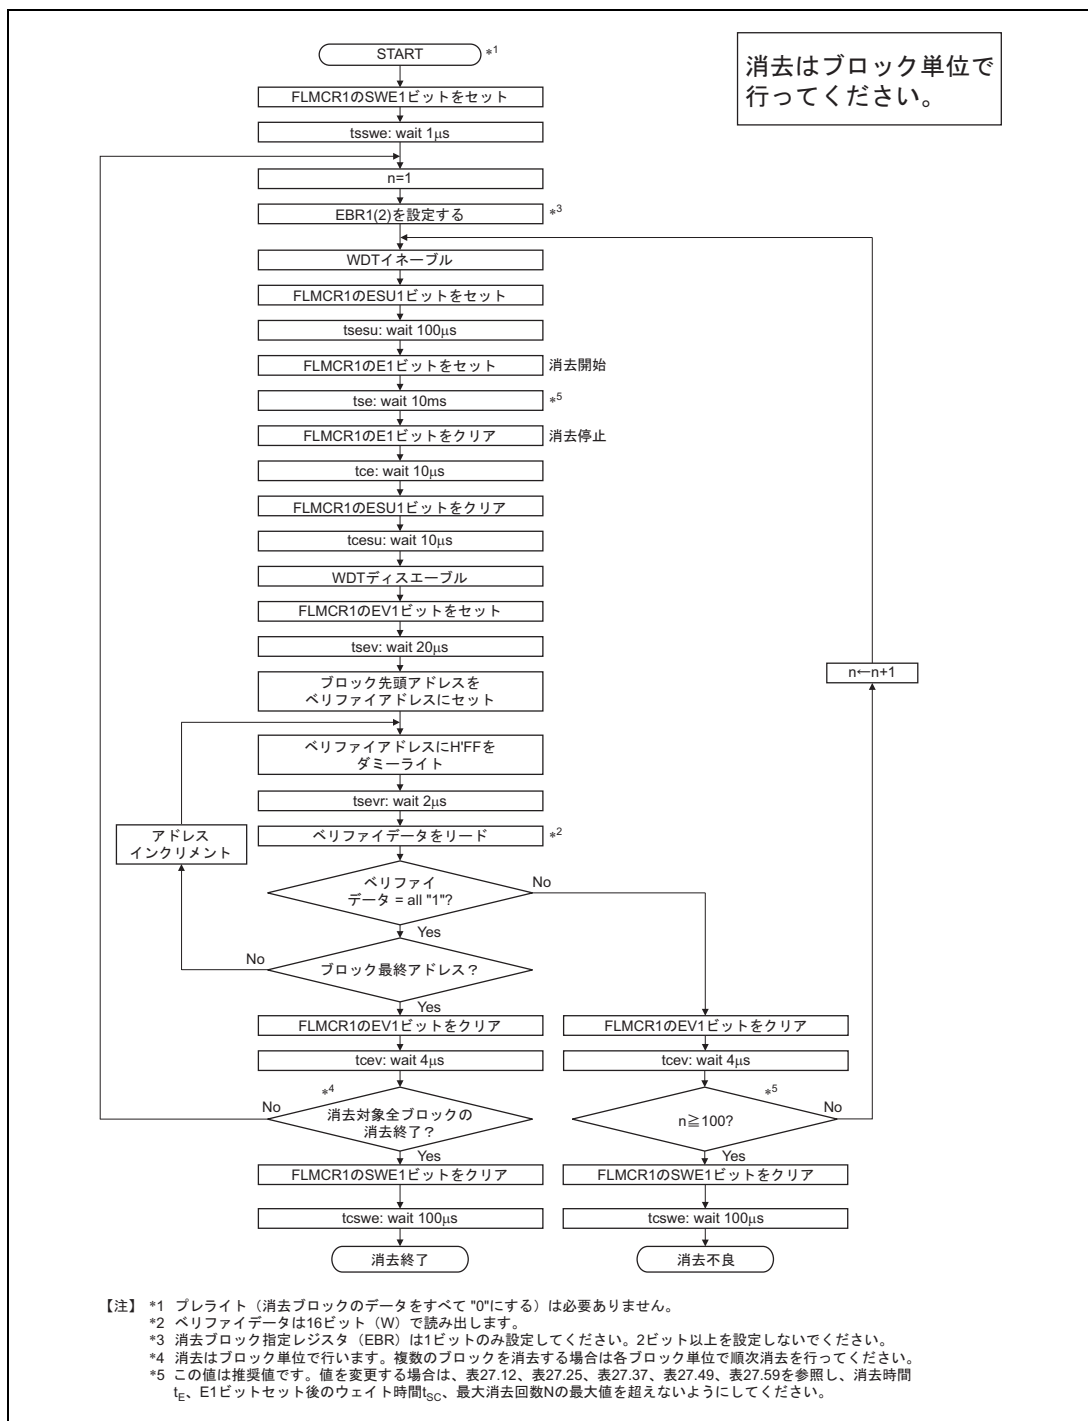 START *1
消去はブロック単位で
行ってください。
FLMCR1のSWE1ビットをセット
tsswe: wait 1μs
n=1
EBR1(2)を設定する *3
WDTイネーブル
FLMCR1のESU1ビットをセット
tsesu: wait 100μs
FLMCR1のE1ビットをセット 消去開始
tse: wait 10ms *5
FLMCR1のE1ビットをクリア 消去停止
tce: wait 10μs
FLMCR1のESU1ビットをクリア
tcesu: wait 10μs
WDTディスエーブル
FLMCR1のEV1ビットをセット
tsev: wait 20μs
ブロック先頭アドレスを
ベリファイアドレスにセット
n←n+1
ベリファイアドレスにH'FFを
ダミーライト
tsevr: wait 2μs
ベリファイデータをリード *2
アドレス
インクリメント
ベリファイ
データ = all "1"?
No
Yes
ブロック最終アドレス？
No
Yes
FLMCR1のEV1ビットをクリア
tcev: wait 4μs
*4
消去対象全ブロックの
消去終了？
No
Yes
FLMCR1のSWE1ビットをクリア
tcswe: wait 100μs
消去終了
FLMCR1のEV1ビットをクリア
tcev: wait 4μs
*5
n≧100?
No
Yes
FLMCR1のSWE1ビットをクリア
tcswe: wait 100μs
消去不良
【注】 *1 プレライト（消去ブロックのデータをすべて "0"にする）は必要ありません。
*2 ベリファイデータは16ビット（W）で読み出します。
*3 消去ブロック指定レジスタ（EBR）は1ビットのみ設定してください。2ビット以上を設定しないでください。
*4 消去はブロック単位で行います。複数のブロックを消去する場合は各ブロック単位で順次消去を行ってください。
*5 この値は推奨値です。値を変更する場合は、表27.12、表27.25、表27.37、表27.49、表27.59を参照し、消去時間
tE、E1ビットセット後のウェイト時間tSC、最大消去回数Nの最大値を超えないようにしてください。